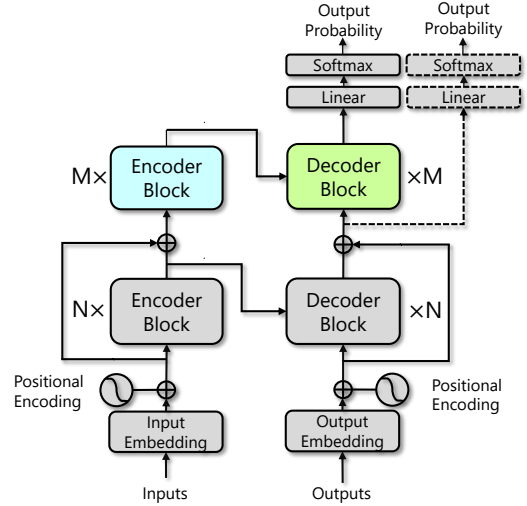 Output
Probability
Output
Probability
Softmax
Softmax
Linear
Linear
M×
Encoder
Block
Decoder
Block
×M
N×
Encoder
Block
Decoder
Block
×N
Positional
Encoding
Positional
Encoding
Input
Embedding
Output
Embedding
Inputs
Outputs